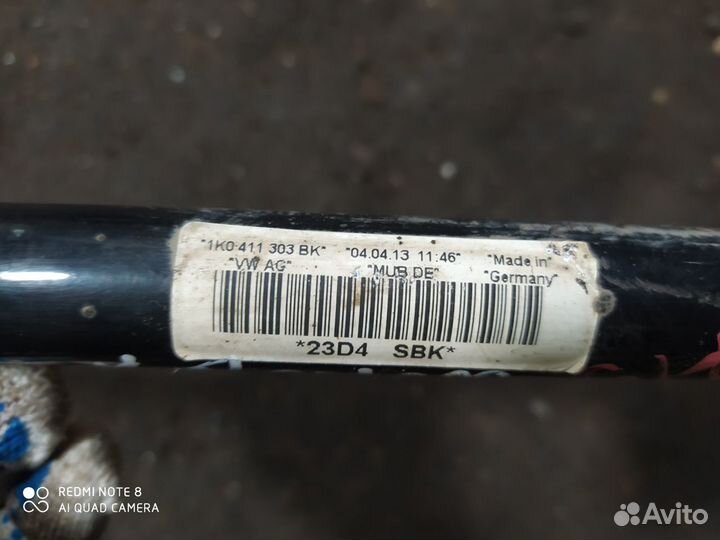 "1K0 411 303 BK" "04.04.13 11:46" "Made in"
"VW AG" "MUB DE" "Germany"
*23D4 SBK*
REDMI NOTE 8
AI QUAD CAMERA
Avito